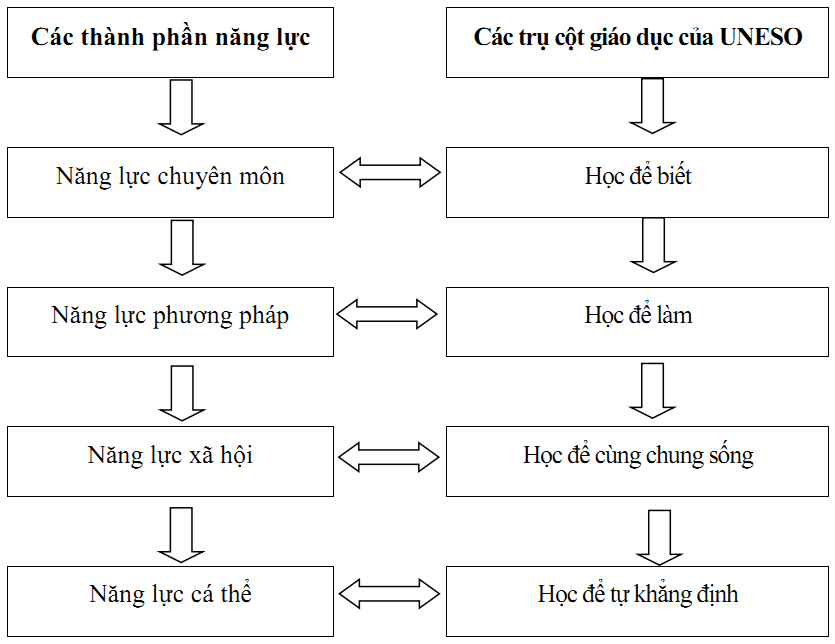 Các thành phần năng lực
Các trụ cột giáo dục của UNESO
Năng lực chuyên môn
Học để biết
Năng lực phương pháp
Học để làm
Năng lực xã hội
Học để cùng chung sống
Năng lực cá thể
Học để tự khẳng định